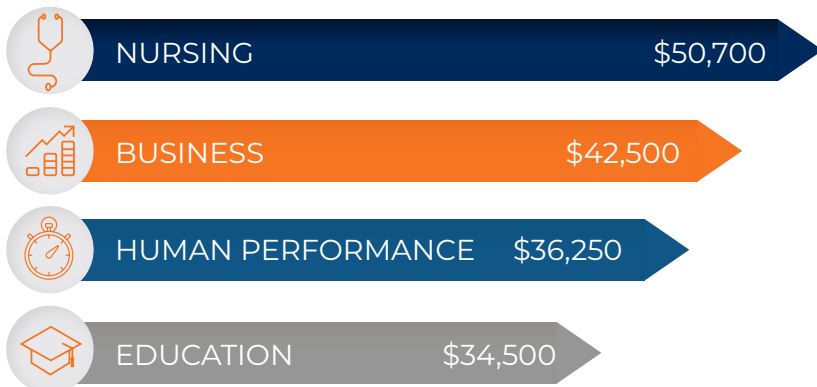 NURSING $50,700
BUSINESS $42,500
HUMAN PERFORMANCE $36,250
EDUCATION $34,500